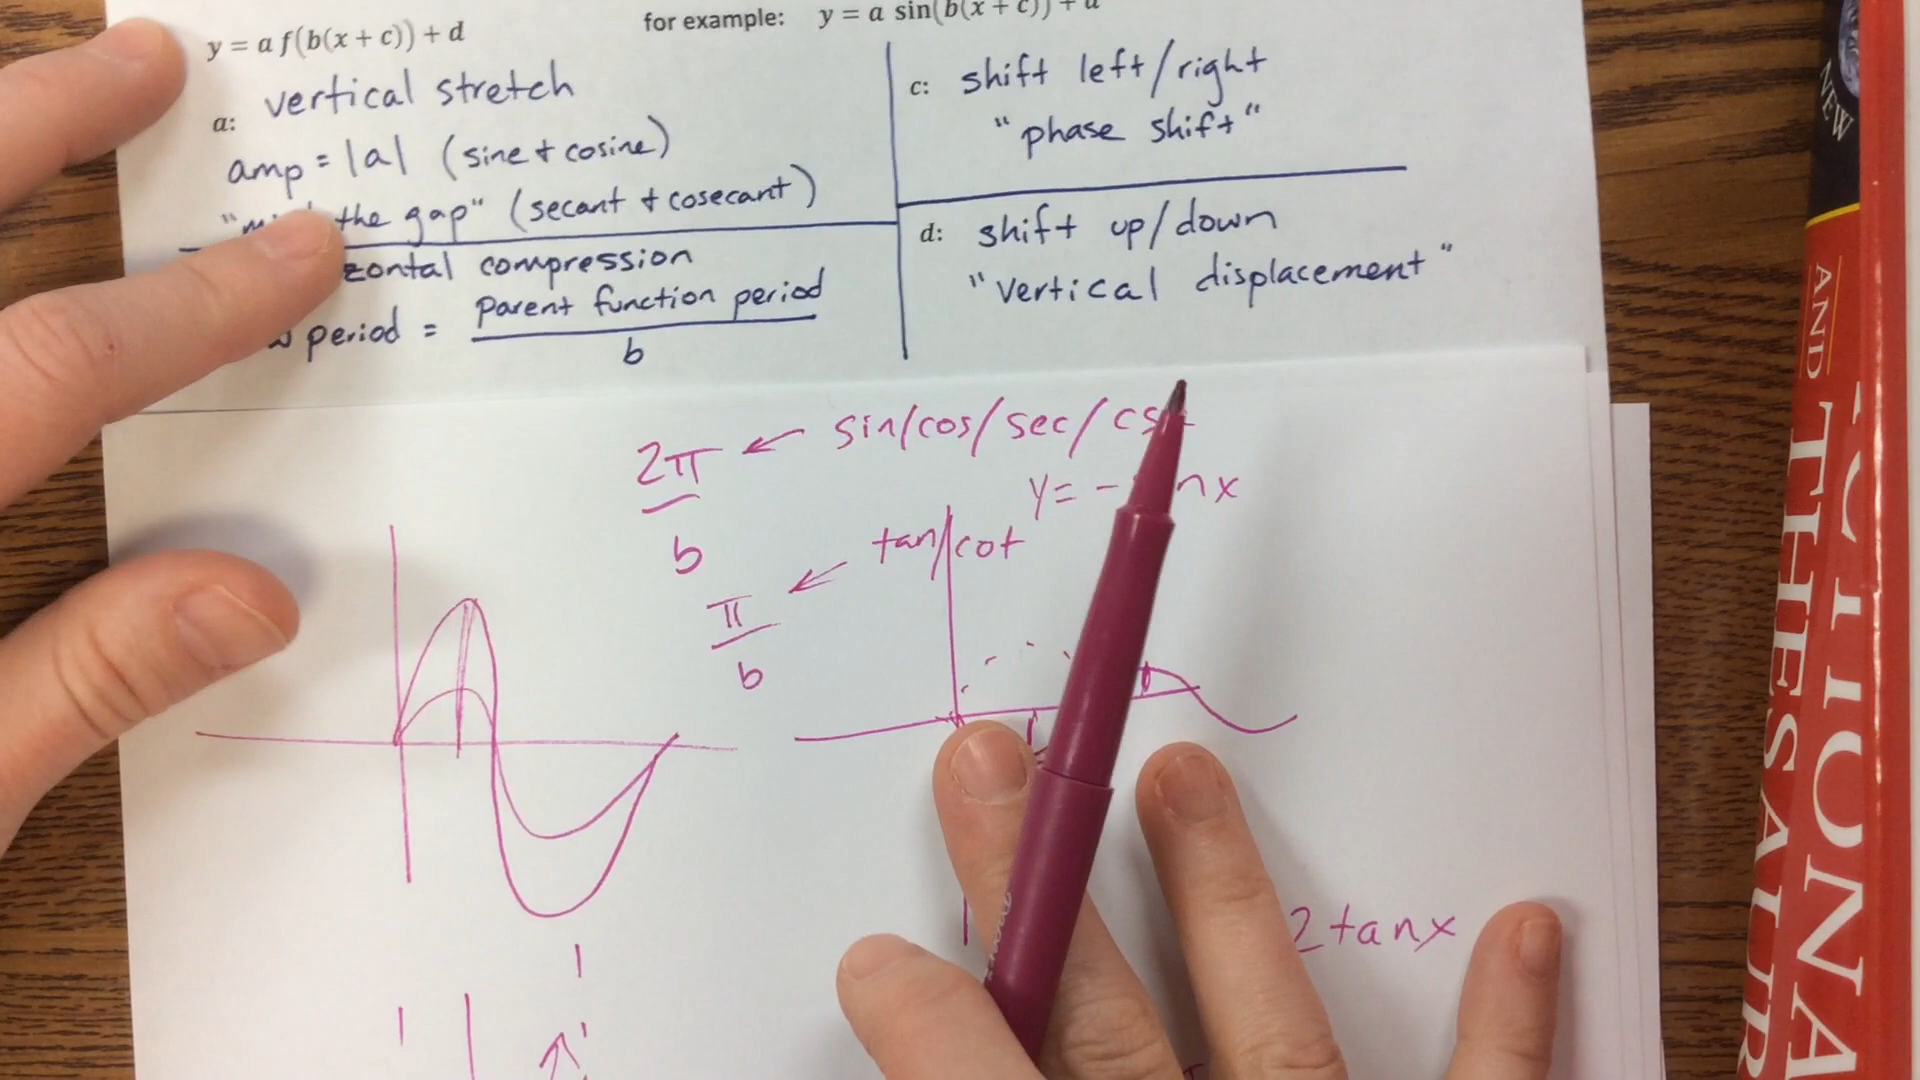 y = a f(b(x + c)) + d
for example: y = a sin(b(x + c)) + d
a: vertical stretch
amp = |a| (sine + cosine)
the gap" (secant + cosecant)
zontal compression
period = parent function period
b
c: shift left/right
"phase shift"
d: shift up/down
"vertical displacement"
2π ← sin/cos/sec/
b
y = - nx
π ← tan/cot
b
2tanx
NEW
AND
THESAUR